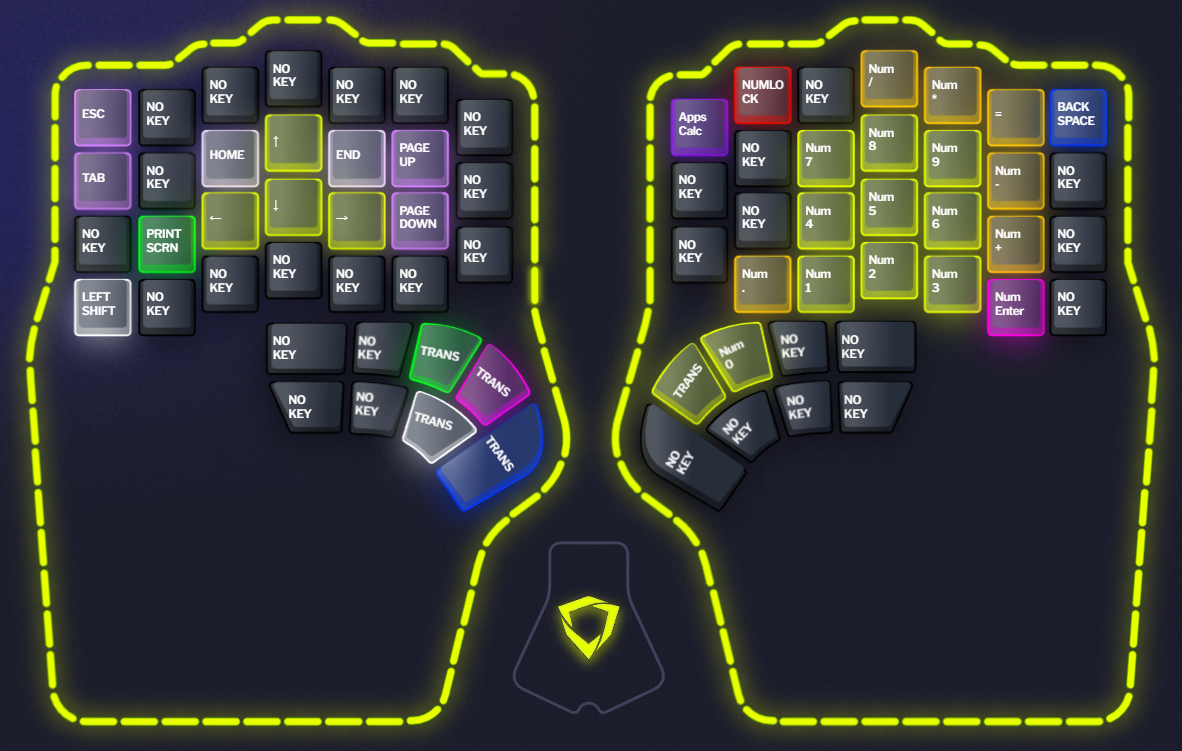 ESC
NO
KEY
NO
KEY
NO
KEY
NO
KEY
NO
KEY
NO
KEY
TAB
NO
KEY
HOME
↑
END
PAGE
UP
NO
KEY
NO
KEY
PRINT
SCRN
←
↓
→
PAGE
DOWN
NO
KEY
LEFT
SHIFT
NO
KEY
NO
KEY
NO
KEY
NO
KEY
NO
KEY
NO
KEY
NO
KEY
TRANS
TRANS
NO
KEY
NO
KEY
TRANS
TRANS
Apps
Calc
NUMLO
CK
NO
KEY
Num
/
Num
*
=
BACK
SPACE
NO
KEY
NO
KEY
Num
7
Num
8
Num
9
Num
-
NO
KEY
NO
KEY
NO
KEY
Num
4
Num
5
Num
6
Num
+
NO
KEY
Num
.
Num
1
Num
2
Num
3
Num
Enter
NO
KEY
TRANS
Num
0
NO
KEY
NO
KEY
NO
KEY
NO
KEY
NO
KEY
NO
KEY